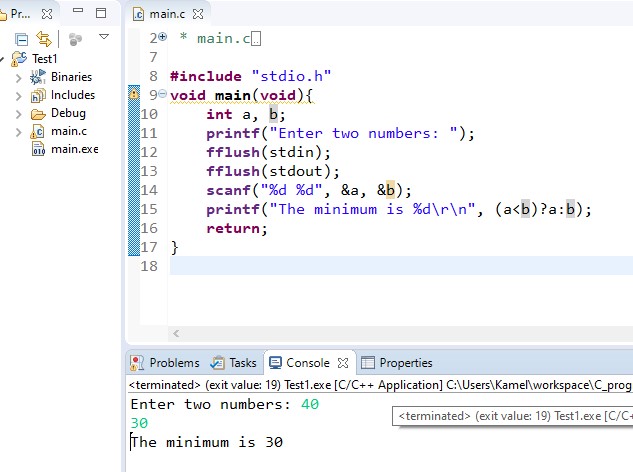 Pr...
main.c
Test1
Binaries
Includes
Debug
main.c
main.exe
2 * main.c
7
8 #include "stdio.h"
9 void main(void){
10 int a, b;
11 printf("Enter two numbers: ");
12 fflush(stdin);
13 fflush(stdout);
14 scanf("%d %d", &a, &b);
15 printf("The minimum is %d\r\n", (a<b)?a:b);
16 return;
17 }
18
Problems Tasks Console Properties
<terminated> (exit value: 19) Test1.exe [C/C++ Application] C:\Users\Kamel\workspace\C_prog
Enter two numbers: 40
<terminated> (exit value: 19) Test1.exe [C/C+
30
The minimum is 30